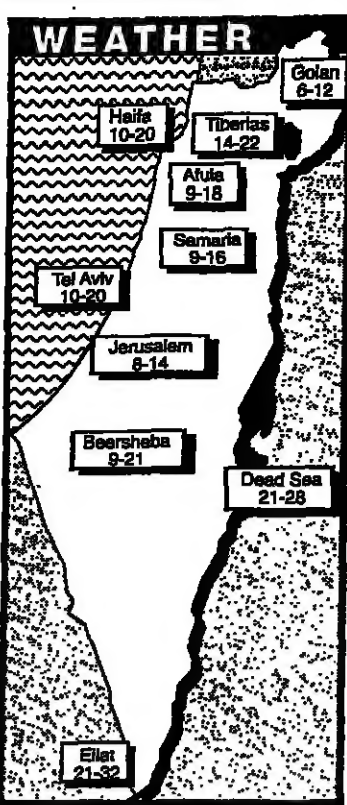 WEATHER
Golan
6-12
Haifa
10-20
Tiberias
14-22
Afula
9-18
Samaria
9-16
Tel Aviv
10-20
Jerusalem
8-14
Beersheba
9-21
Dead Sea
21-28
Eilat
21-32